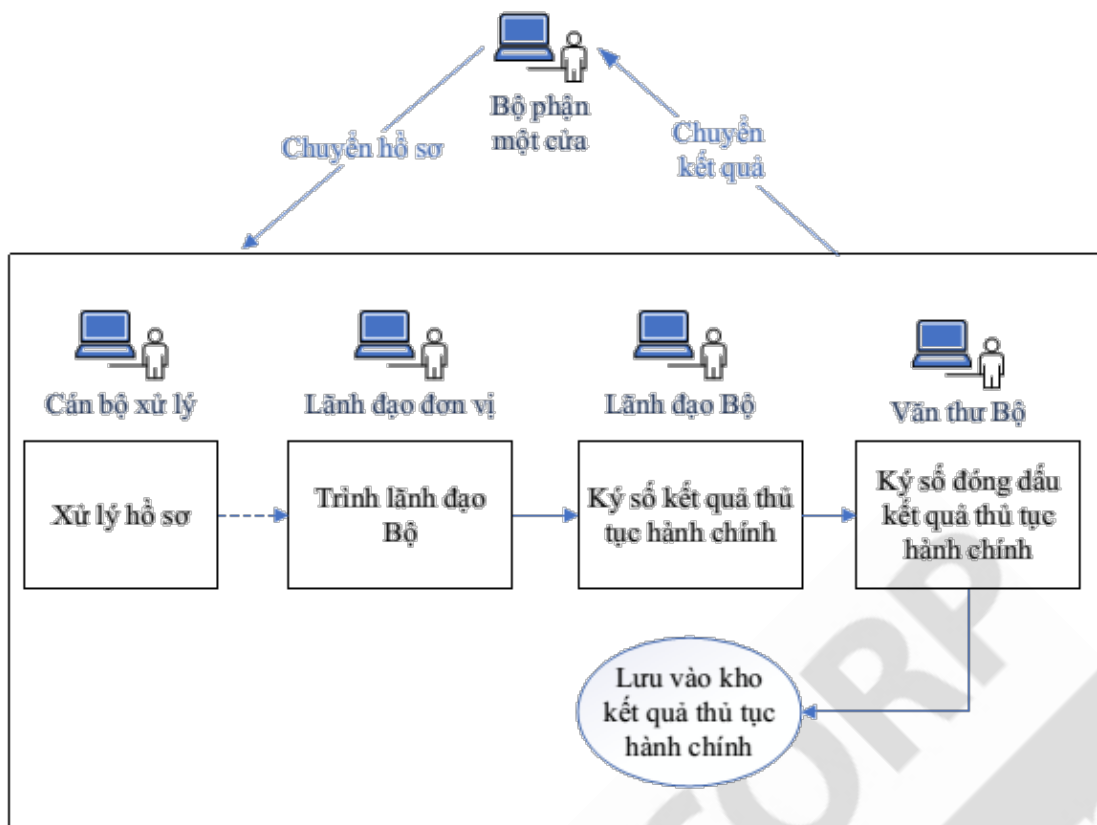 Bộ phận
một cửa
Chuyển hồ sơ
Chuyển
kết quả
Cán bộ xử lý
Lãnh đạo đơn vị
Lãnh đạo Bộ
Văn thư Bộ
Xử lý hồ sơ
Trình lãnh đạo
Bộ
Ký số kết quả thủ
tục hành chính
Ký số đóng dấu
kết quả thủ tục
hành chính
Lưu vào kho
kết quả thủ tục
hành chính
CORP